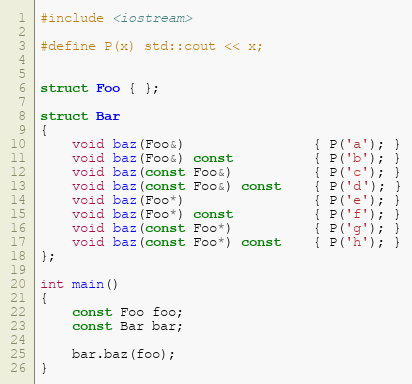 1 #include <iostream>
2
3 #define P(x) std::cout << x;
4
5
6 struct Foo { };
7
8 struct Bar
9 {
10     void baz(Foo&)                 { P('a'); }
11     void baz(Foo&) const           { P('b'); }
12     void baz(const Foo&)           { P('c'); }
13     void baz(const Foo&) const     { P('d'); }
14     void baz(Foo*)                 { P('e'); }
15     void baz(Foo*) const           { P('f'); }
16     void baz(const Foo*)           { P('g'); }
17     void baz(const Foo*) const     { P('h'); }
18 };
19
20 int main()
21 {
22     const Foo foo;
23     const Bar bar;
24
25     bar.baz(foo);
26 }